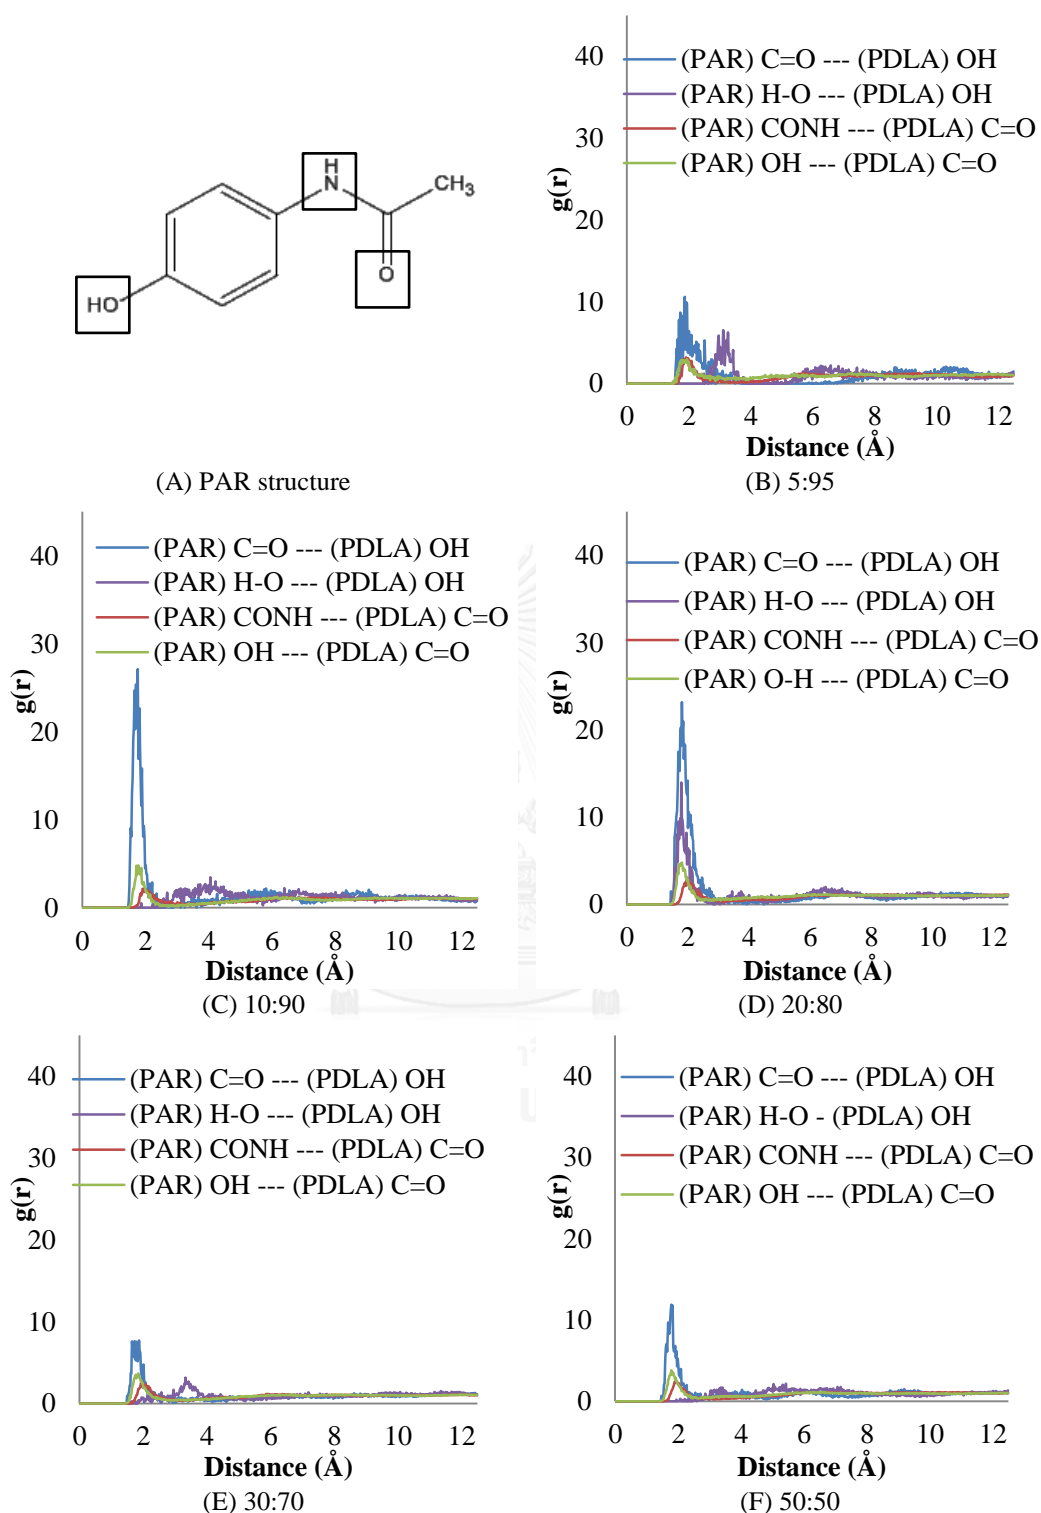 H
N
CH₃
O
HO
(A) PAR structure
(PAR) C=O --- (PDLA) OH
(PAR) H-O --- (PDLA) OH
(PAR) CONH --- (PDLA) C=O
(PAR) OH --- (PDLA) C=O
g(r)
40
30
20
10
0
0 2 4 6 8 10 12
Distance (Å)
(B) 5:95
(PAR) C=O --- (PDLA) OH
(PAR) H-O --- (PDLA) OH
(PAR) CONH --- (PDLA) C=O
(PAR) OH --- (PDLA) C=O
g(r)
40
30
20
10
0
0 2 4 6 8 10 12
Distance (Å)
(C) 10:90
(PAR) C=O --- (PDLA) OH
(PAR) H-O --- (PDLA) OH
(PAR) CONH --- (PDLA) C=O
(PAR) O-H --- (PDLA) C=O
g(r)
40
30
20
10
0
0 2 4 6 8 10 12
Distance (Å)
(D) 20:80
(PAR) C=O --- (PDLA) OH
(PAR) H-O --- (PDLA) OH
(PAR) CONH --- (PDLA) C=O
(PAR) OH --- (PDLA) C=O
g(r)
40
30
20
10
0
0 2 4 6 8 10 12
Distance (Å)
(E) 30:70
(PAR) C=O --- (PDLA) OH
(PAR) H-O - (PDLA) OH
(PAR) CONH --- (PDLA) C=O
(PAR) OH --- (PDLA) C=O
g(r)
40
30
20
10
0
0 2 4 6 8 10 12
Distance (Å)
(F) 50:50